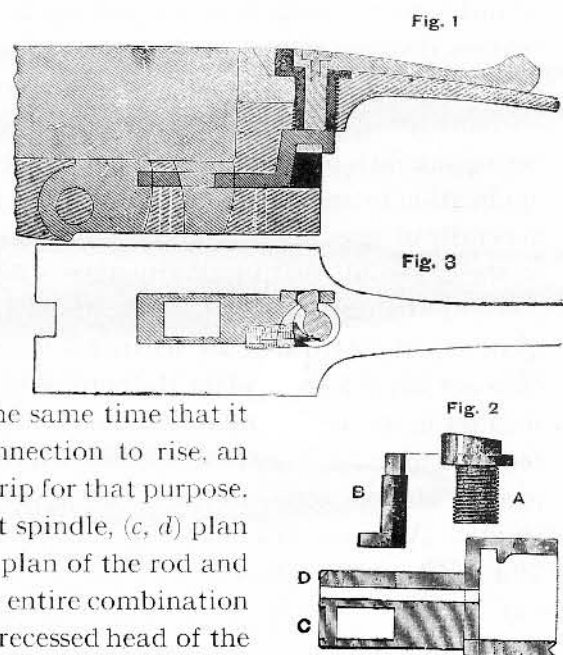 Fig. 1
Fig. 3
Fig. 2
B
A
D
C
he same time that it
nnection to rise, an
rip for that purpose.
t spindle, (c, d) plan
plan of the rod and
entire combination
recessed head of the